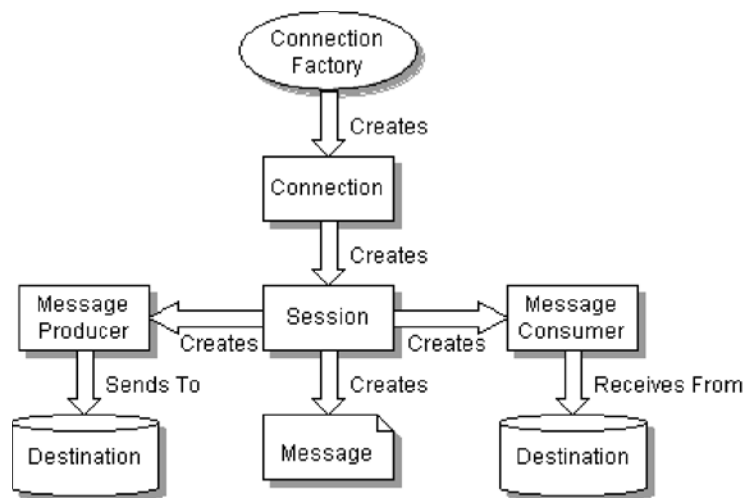 Connection
Factory
Creates
Connection
Creates
Message
Producer
Session
Message
Consumer
Creates
Creates
Sends To
Creates
Receives From
Destination
Message
Destination